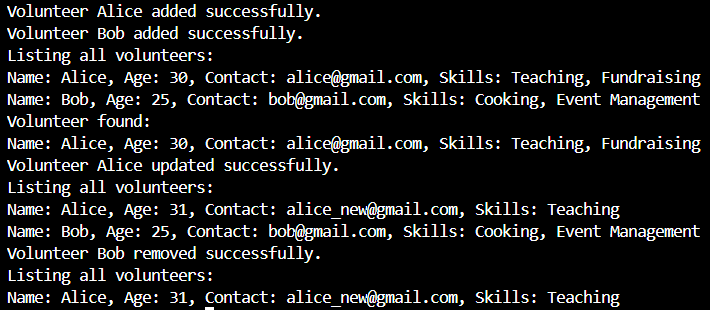 Volunteer Alice added successfully.
Volunteer Bob added successfully.
Listing all volunteers:
Name: Alice, Age: 30, Contact: alice@gmail.com, Skills: Teaching, Fundraising
Name: Bob, Age: 25, Contact: bob@gmail.com, Skills: Cooking, Event Management
Volunteer found:
Name: Alice, Age: 30, Contact: alice@gmail.com, Skills: Teaching, Fundraising
Volunteer Alice updated successfully.
Listing all volunteers:
Name: Alice, Age: 31, Contact: alice_new@gmail.com, Skills: Teaching
Name: Bob, Age: 25, Contact: bob@gmail.com, Skills: Cooking, Event Management
Volunteer Bob removed successfully.
Listing all volunteers:
Name: Alice, Age: 31, Contact: alice_new@gmail.com, Skills: Teaching